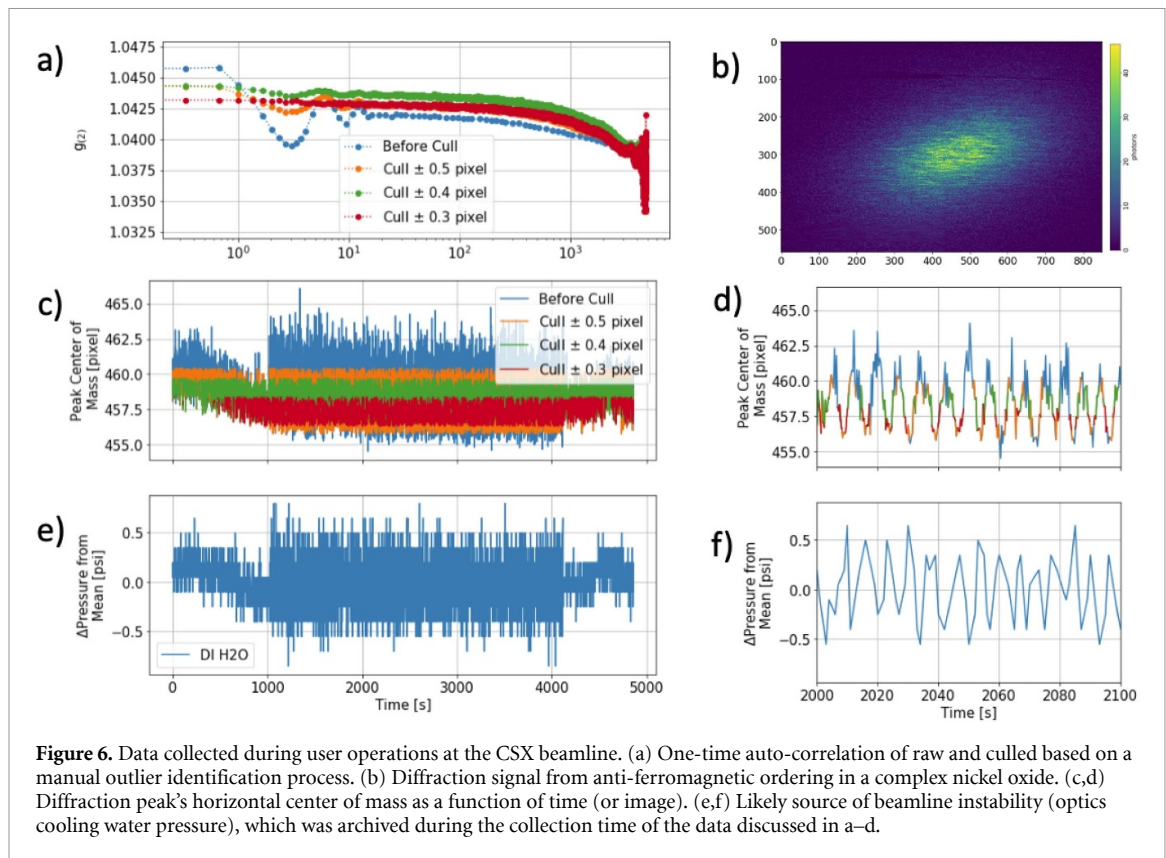 a)
1.0475
1.0450
1.0425
1.0400
1.0375
1.0350
1.0325
g(2)
Before Cull
Cull ± 0.5 pixel
Cull ± 0.4 pixel
Cull ± 0.3 pixel
10⁰ 10¹ 10² 10³
b)
0
100
200
300
400
500
0 100 200 300 400 500 600 700 800
40
30
20
10
0
photons
c)
465.0
462.5
460.0
457.5
455.0
Peak Center of
Mass [pixel]
Before Cull
Cull ± 0.5 pixel
Cull ± 0.4 pixel
Cull ± 0.3 pixel
d)
465.0
462.5
460.0
457.5
455.0
Peak Center of
Mass [pixel]
e)
0.5
0.0
−0.5
ΔPressure from
Mean [psi]
DI H2O
0 1000 2000 3000 4000 5000
Time [s]
f)
0.5
0.0
−0.5
ΔPressure from
Mean [psi]
2000 2020 2040 2060 2080 2100
Time [s]
Figure 6. Data collected during user operations at the CSX beamline. (a) One-time auto-correlation of raw and culled based on a
manual outlier identification process. (b) Diffraction signal from anti-ferromagnetic ordering in a complex nickel oxide. (c,d)
Diffraction peak's horizontal center of mass as a function of time (or image). (e,f) Likely source of beamline instability (optics
cooling water pressure), which was archived during the collection time of the data discussed in a–d.